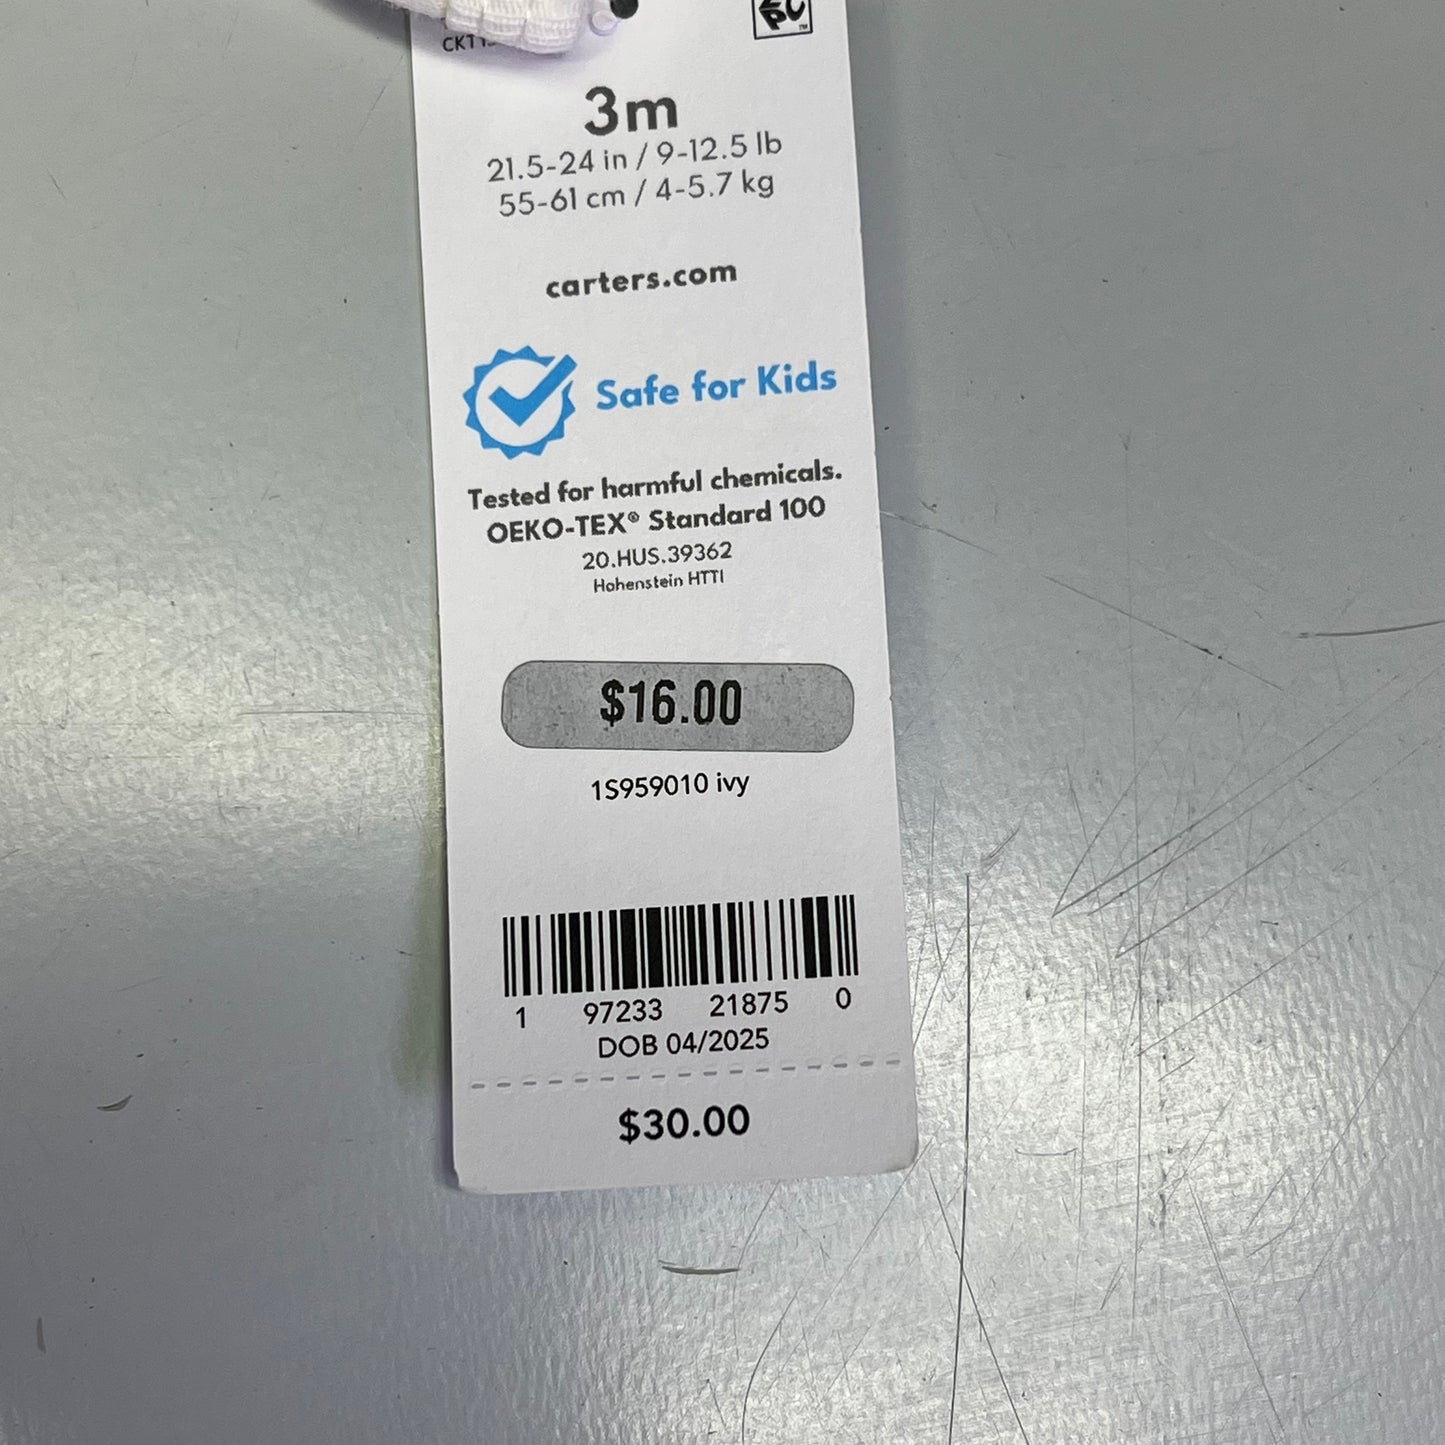 3m
21.5-24 in / 9-12.5 lb
55-61 cm / 4-5.7 kg
carters.com
Safe for Kids
Tested for harmful chemicals.
OEKO-TEX® Standard 100
20.HUS.39362
Hohenstein HTTI
$16.00
1S959010 ivy
1 97233 21875 0
DOB 04/2025
$30.00